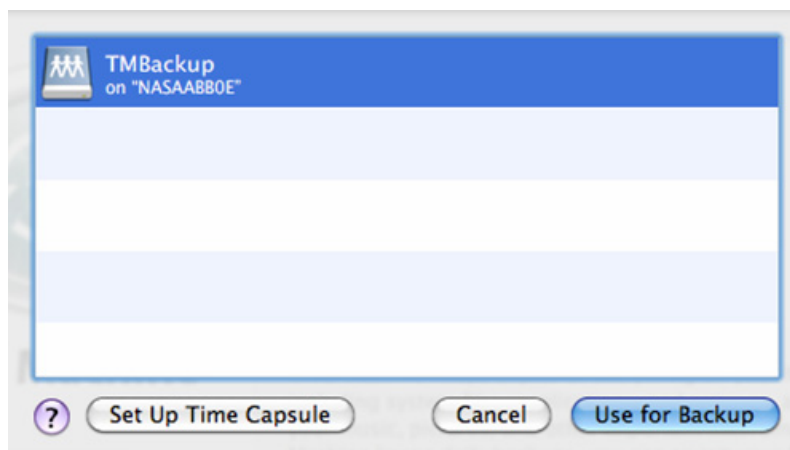 TMBackup
on "NASAABB0E"
?
Set Up Time Capsule
Cancel
Use for Backup